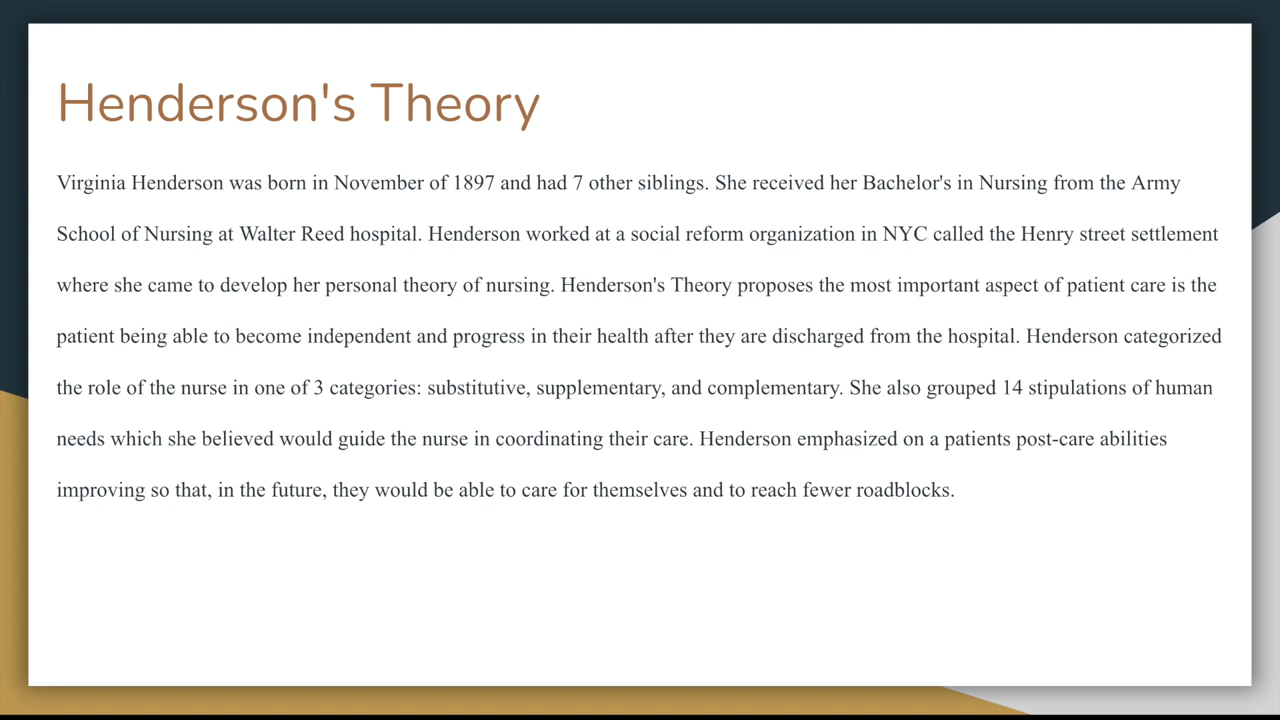 Henderson's Theory
Virginia Henderson was born in November of 1897 and had 7 other siblings. She received her Bachelor's in Nursing from the Army
School of Nursing at Walter Reed hospital. Henderson worked at a social reform organization in NYC called the Henry street settlement
where she came to develop her personal theory of nursing. Henderson's Theory proposes the most important aspect of patient care is the
patient being able to become independent and progress in their health after they are discharged from the hospital. Henderson categorized
the role of the nurse in one of 3 categories: substitutive, supplementary, and complementary. She also grouped 14 stipulations of human
needs which she believed would guide the nurse in coordinating their care. Henderson emphasized on a patients post-care abilities
improving so that, in the future, they would be able to care for themselves and to reach fewer roadblocks.